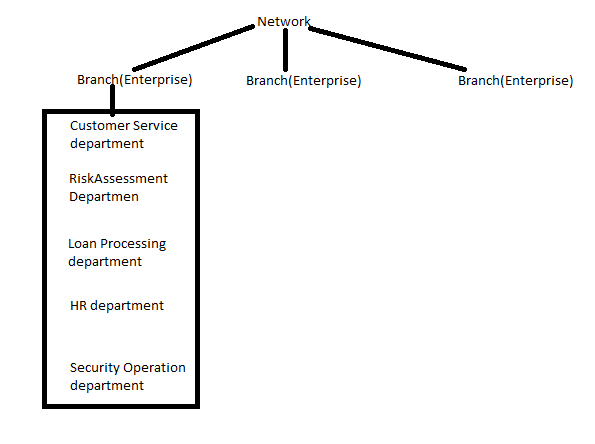 Network
Branch(Enterprise)
Branch(Enterprise)
Branch(Enterprise)
Customer Service
department
RiskAssessment
Departmen
Loan Processing
department
HR department
Security Operation
department